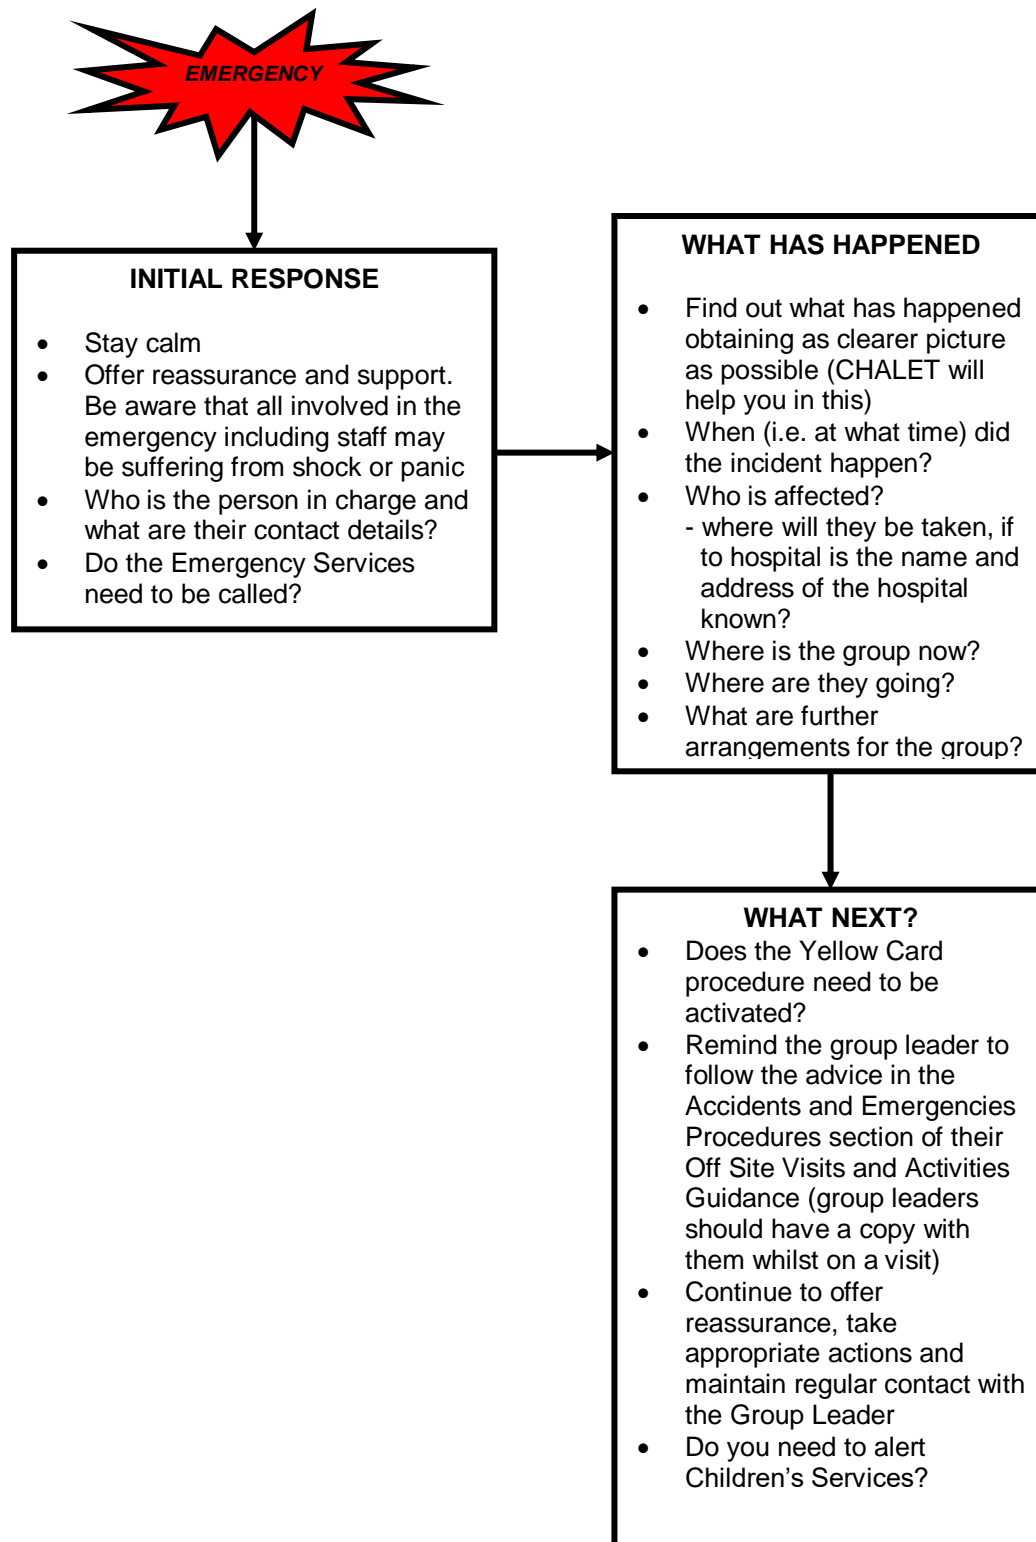 EMERGENCY
INITIAL RESPONSE
• Stay calm
• Offer reassurance and support.
Be aware that all involved in the
emergency including staff may
be suffering from shock or panic
• Who is the person in charge and
what are their contact details?
• Do the Emergency Services
need to be called?
WHAT HAS HAPPENED
• Find out what has happened
obtaining as clearer picture
as possible (CHALET will
help you in this)
• When (i.e. at what time) did
the incident happen?
• Who is affected?
- where will they be taken, if
to hospital is the name and
address of the hospital
known?
• Where is the group now?
• Where are they going?
• What are further
arrangements for the group?
WHAT NEXT?
• Does the Yellow Card
procedure need to be
activated?
• Remind the group leader to
follow the advice in the
Accidents and Emergencies
Procedures section of their
Off Site Visits and Activities
Guidance (group leaders
should have a copy with
them whilst on a visit)
• Continue to offer
reassurance, take
appropriate actions and
maintain regular contact with
the Group Leader
• Do you need to alert
Children’s Services?